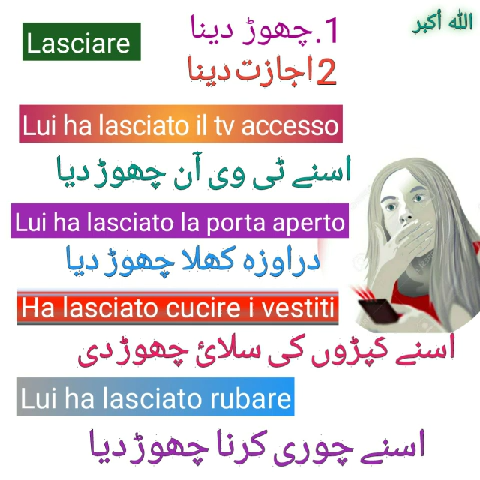 الله أكبر
Lasciare
1.چھوڑ دینا
2اجازت دینا
Lui ha lasciato il tv accesso
اسنے ٹی وی آن چھوڑ دیا
Lui ha lasciato la porta aperto
دراوزہ کھلا چھوڑ دیا
Ha lasciato cucire i vestiti
اسنے کپڑوں کی سلائ چھوڑ دی
Lui ha lasciato rubare
اسنے چوری کرنا چھوڑ دیا